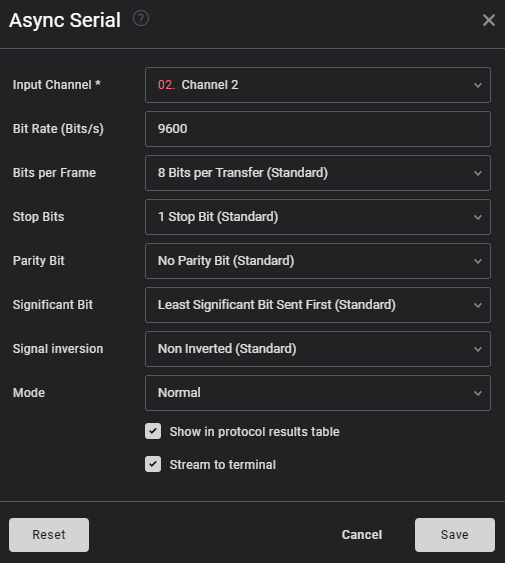 Async Serial ?
Input Channel * 02. Channel 2
Bit Rate (Bits/s) 9600
Bits per Frame 8 Bits per Transfer (Standard)
Stop Bits 1 Stop Bit (Standard)
Parity Bit No Parity Bit (Standard)
Significant Bit Least Significant Bit Sent First (Standard)
Signal inversion Non Inverted (Standard)
Mode Normal
Show in protocol results table
Stream to terminal
Reset Cancel Save